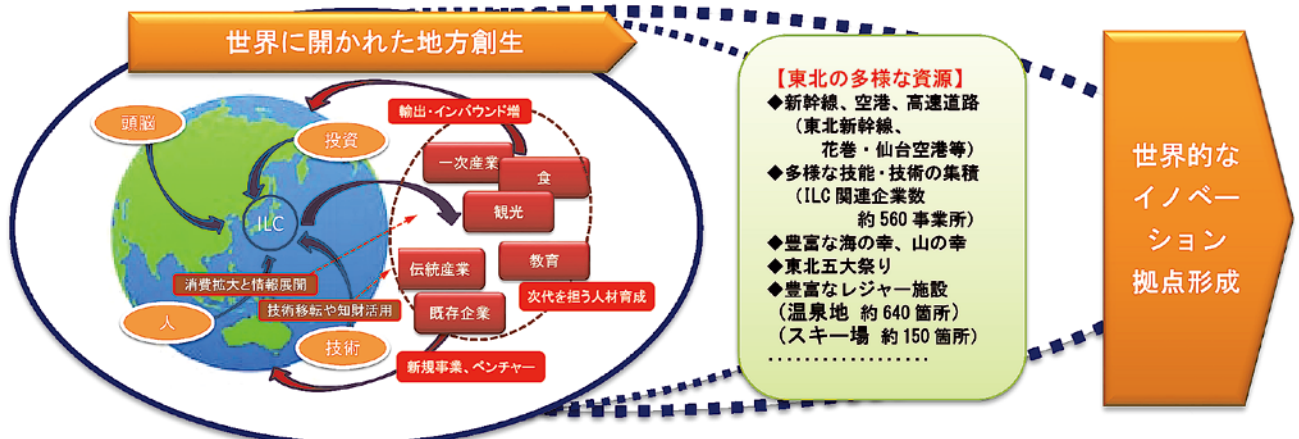 世界に開かれた地方創生
頭脳
投資
ILC
人
技術
輸出・インバウンド増
一次産業
食
観光
伝統産業
教育
既存企業
消費拡大と情報展開
技術移転や知財活用
次代を担う人材育成
新規事業、ベンチャー
【東北の多様な資源】
◆新幹線、空港、高速道路
（東北新幹線、
花巻・仙台空港等）
◆多様な技能・技術の集積
（ILC関連企業数
約560事業所）
◆豊富な海の幸、山の幸
◆東北五大祭り
◆豊富なレジャー施設
（温泉地 約640箇所）
（スキー場 約150箇所）
・・・・・・・・・・・・・・・・・・
世界的な
イノベー
ション
拠点形成